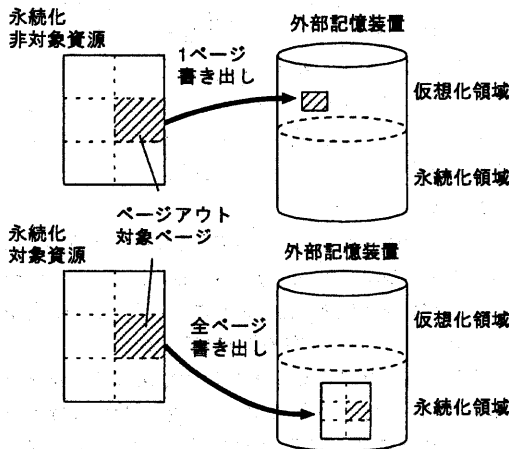 永続化
非対象資源
1ページ
書き出し
外部記憶装置
仮想化領域
永続化領域
ページアウト
対象ページ
永続化
対象資源
外部記憶装置
全ページ
書き出し
仮想化領域
永続化領域